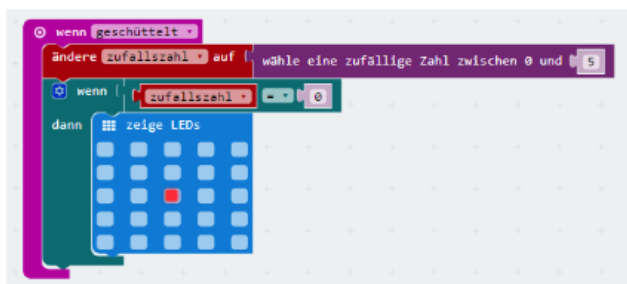 wenn geschüttelt
ändere zufallszahl auf wähle eine zufällige Zahl zwischen 0 und 5
wenn zufallszahl = 0
dann zeige LEDs